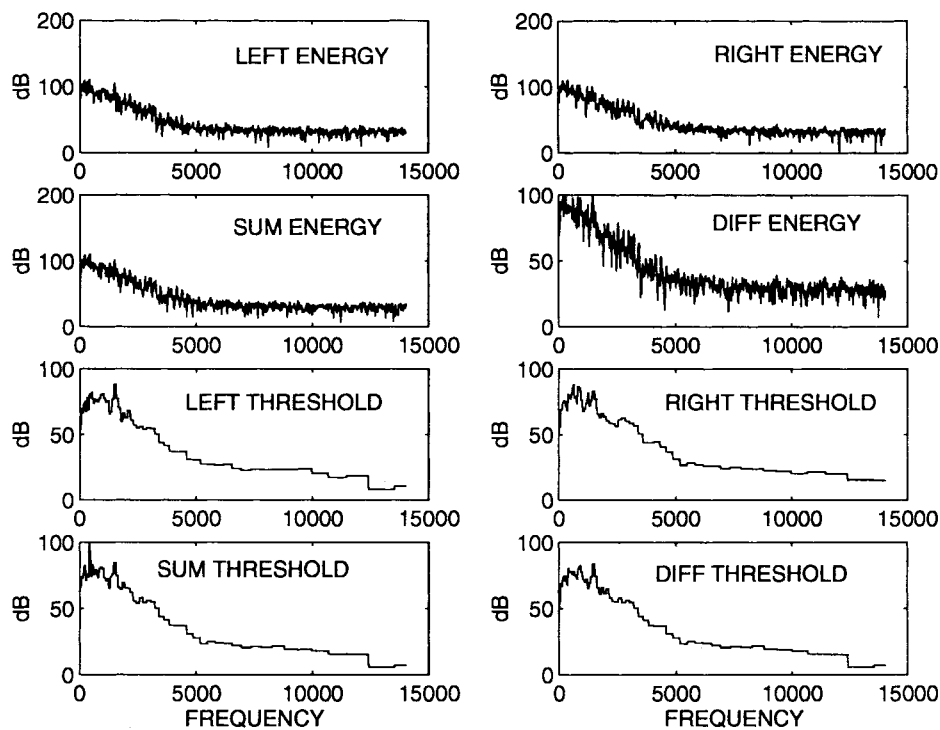 200
LEFT ENERGY
dB
100
0
0 5000 10000 15000
200
RIGHT ENERGY
dB
100
0
0 5000 10000 15000
200
SUM ENERGY
dB
100
0
0 5000 10000 15000
100
DIFF ENERGY
dB
50
0
0 5000 10000 15000
100
LEFT THRESHOLD
dB
50
0
0 5000 10000 15000
100
RIGHT THRESHOLD
dB
50
0
0 5000 10000 15000
100
SUM THRESHOLD
dB
50
0
0 5000 10000 15000
FREQUENCY
100
DIFF THRESHOLD
dB
50
0
0 5000 10000 15000
FREQUENCY